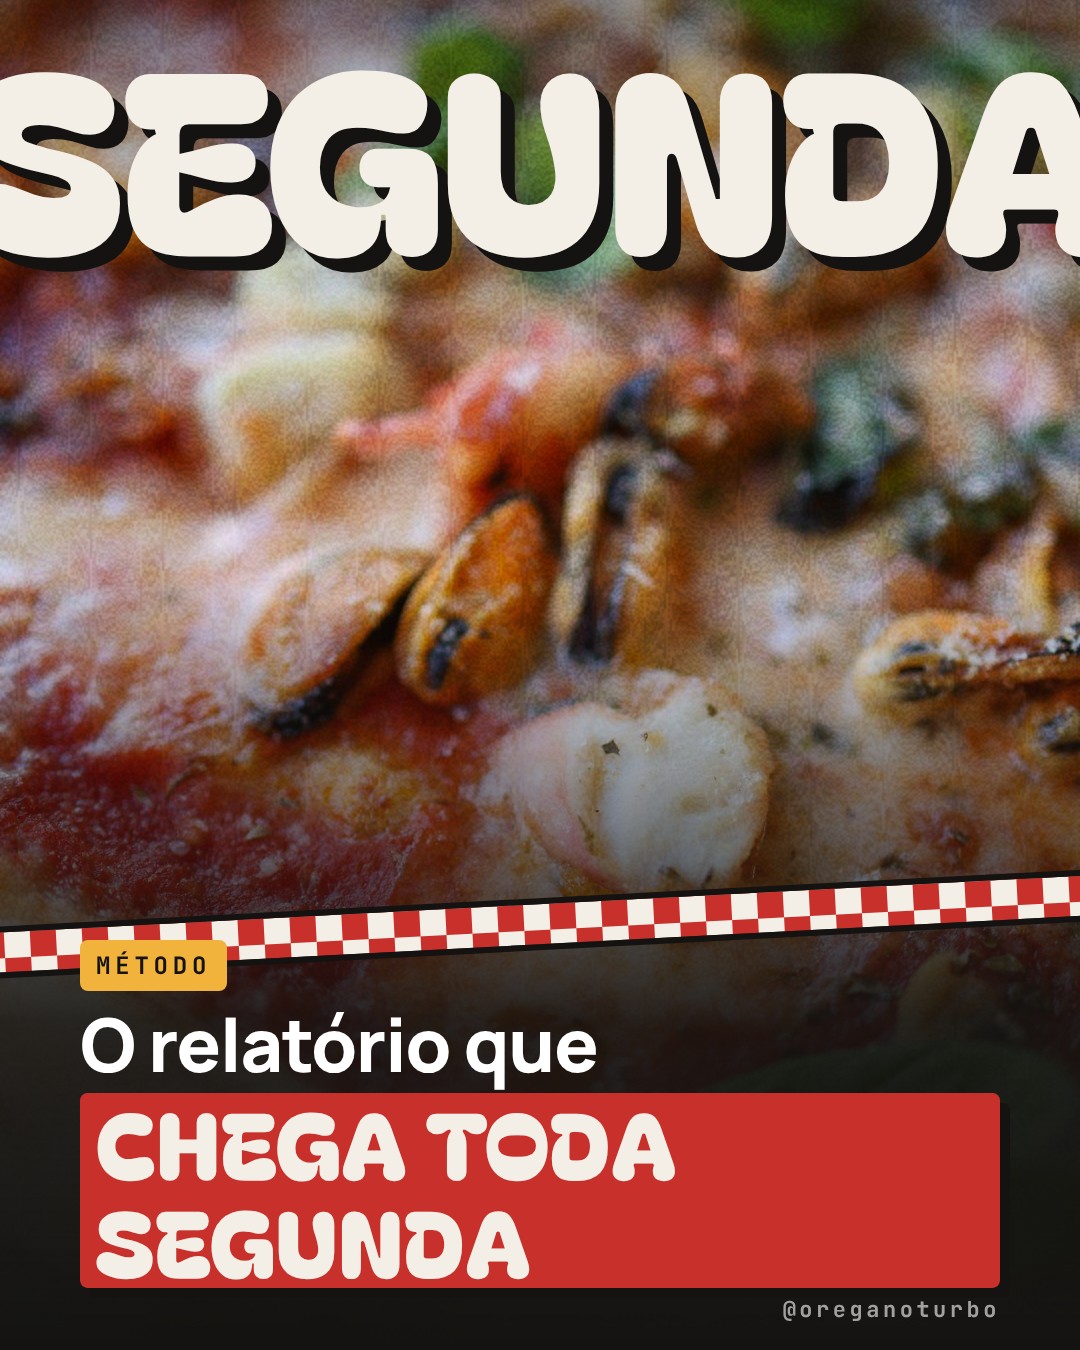 SEGUNDA
MÉTODO
O relatório que
CHEGA TODA
SEGUNDA
@oreganoturbo